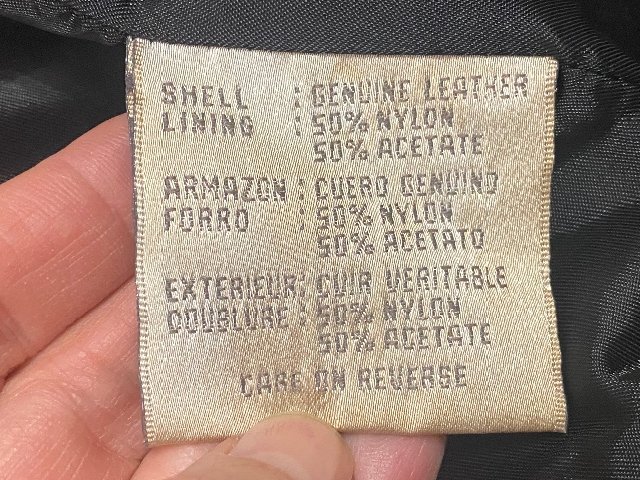 SHELL : GENUINE LEATHER
LINING : 50% NYLON
50% ACETATE
ARMAZON : CUERO GENUINO
FORRO : 50% NYLON
50% ACETATO
EXTERIEUR: CUIR VERITABLE
DOUBLURE : 50% NYLON
50% ACETATE
CARE ON REVERSE